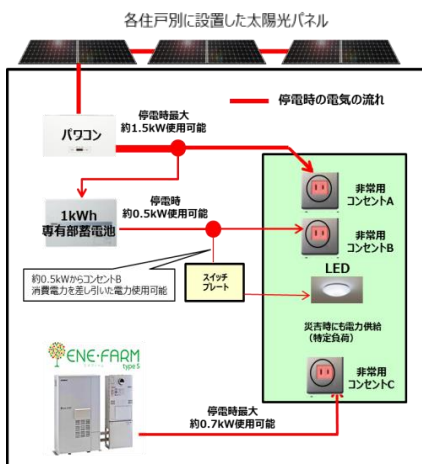 各住戸別に設置した太陽光パネル
停電時の電気の流れ
停電時最大
約1.5kW使用可能
パワコン
非常用
コンセントA
1kWh
専有部蓄電池
停電時
約0.5kW使用可能
非常用
コンセントB
LED
約0.5kWからコンセントB
消費電力を差し引いた電力使用可能
スイッチ
プレート
災害時にも電力供給
(特定負荷)
ENE·FARM
type S
非常用
コンセントC
停電時最大
約0.7kW使用可能